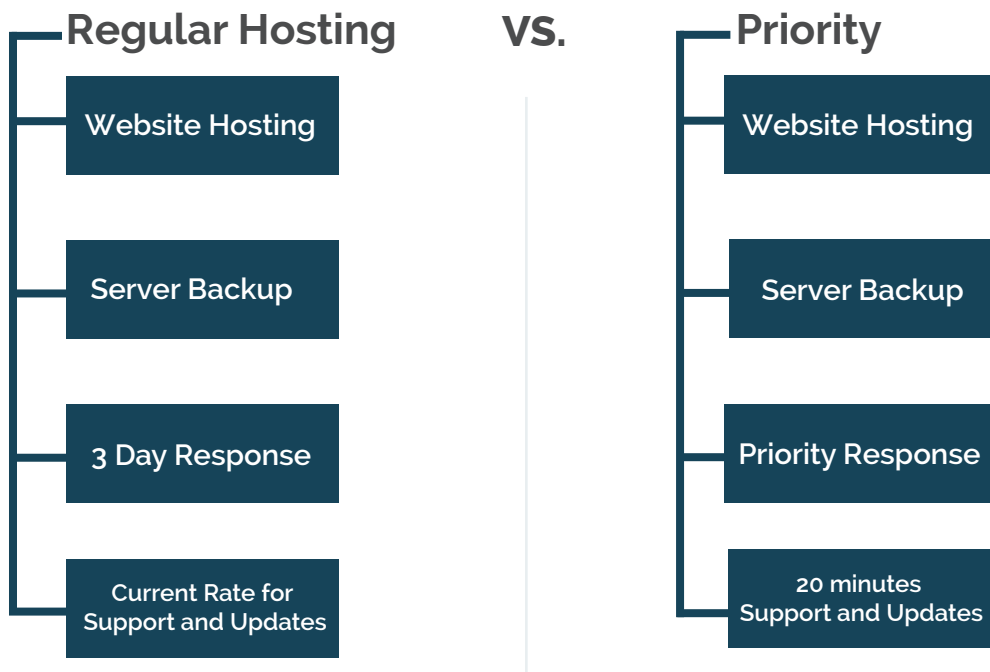 Regular Hosting
VS.
Priority
Website Hosting
Server Backup
3 Day Response
Current Rate for
Support and Updates
Website Hosting
Server Backup
Priority Response
20 minutes
Support and Updates